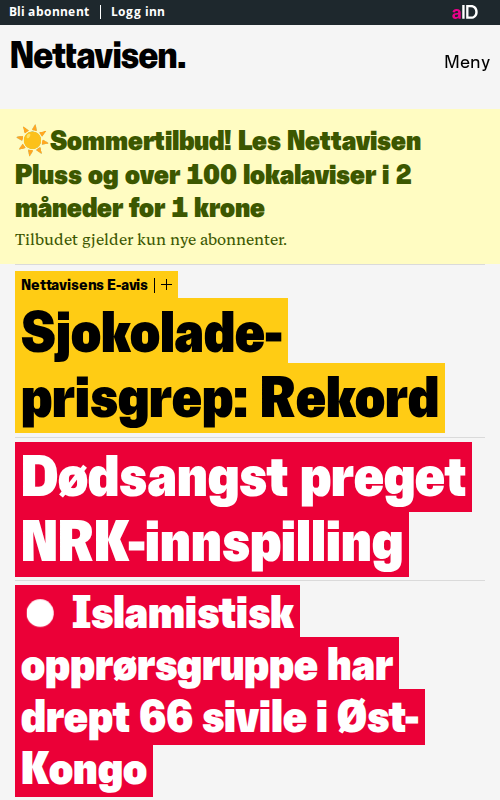 Bli abonnent | Logg inn
aID
Nettavisen.
Meny
☀️Sommertilbud! Les Nettavisen
Pluss og over 100 lokalaviser i 2
måneder for 1 krone
Tilbudet gjelder kun nye abonnenter.
Nettavisens E-avis | +
Sjokolade-
prisgrep: Rekord
Dødsangst preget
NRK-innspilling
Islamistisk
opprørsgruppe har
drept 66 sivile i Øst-
Kongo